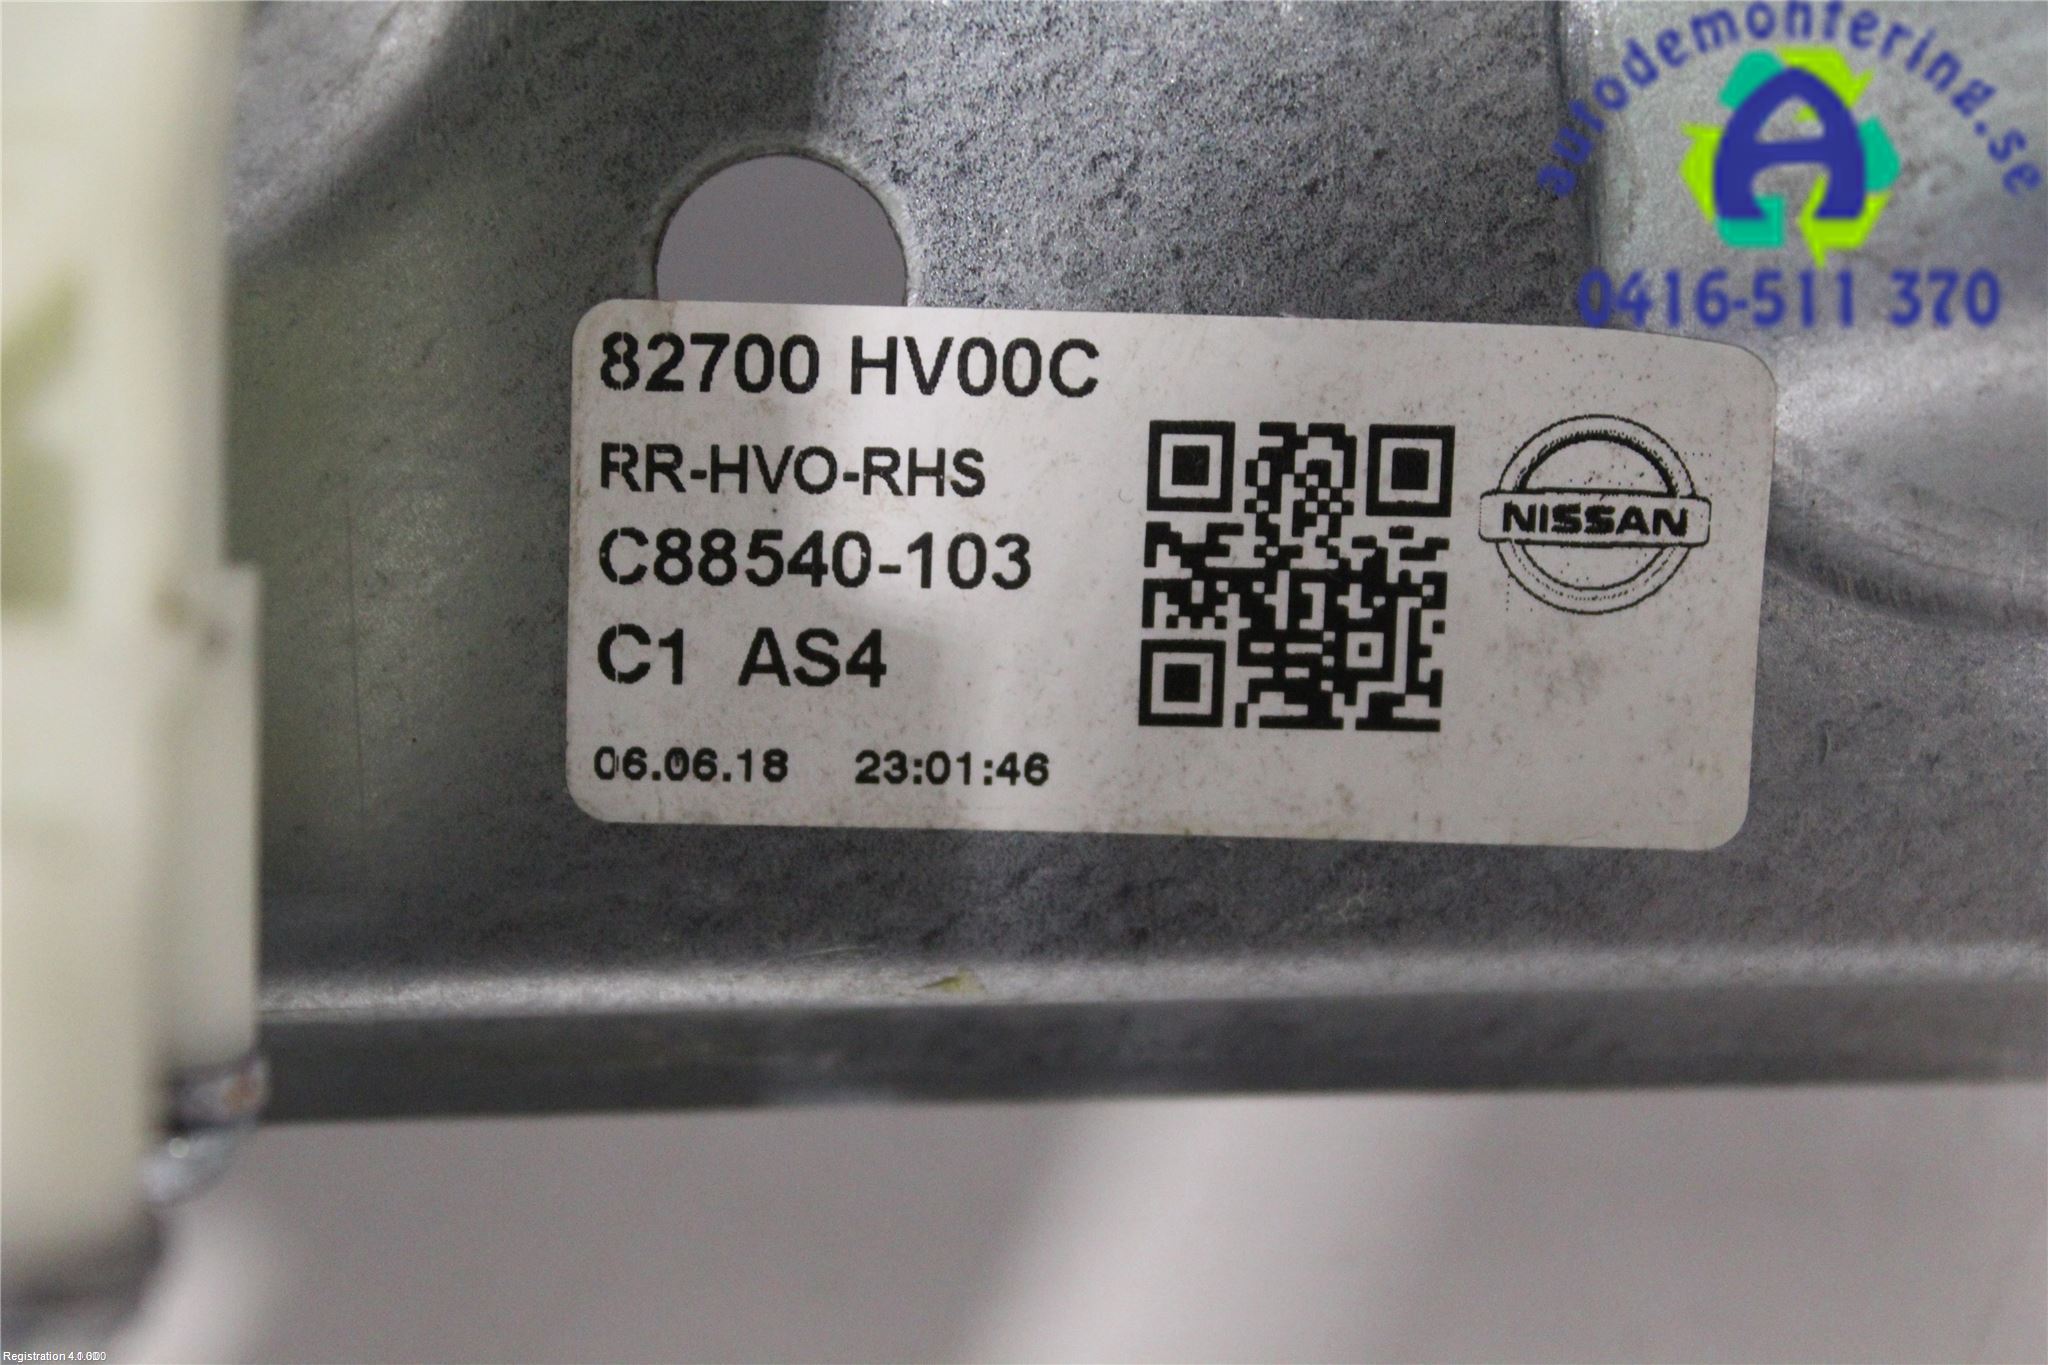 autodemontering.se
A
0416-511 370
82700 HV00C
RR-HVO-RHS
C88540-103
C1 AS4
NISSAN
06.06.18 23:01:46